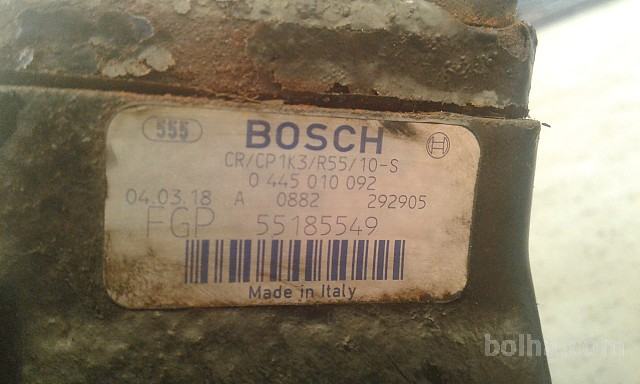 555 BOSCH
CR/CP1K3/R55/10-S
0 445 010 092
04.03.18 A 0882 292905
FGP 55185549
Made in Italy
bolha.com